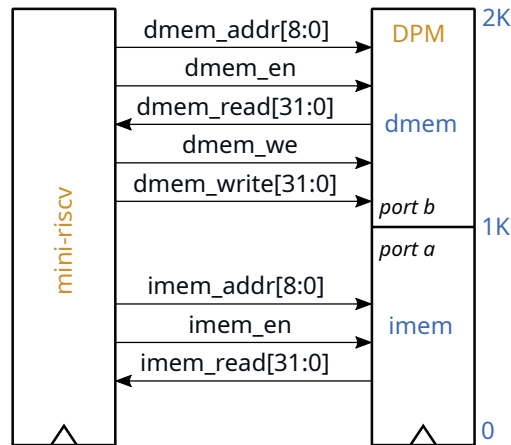 mini-riscv
dmem_addr[8:0]
dmem_en
dmem_read[31:0]
dmem_we
dmem_write[31:0]
imem_addr[8:0]
imem_en
imem_read[31:0]
DPM
dmem
port b
port a
imem
2K
1K
0